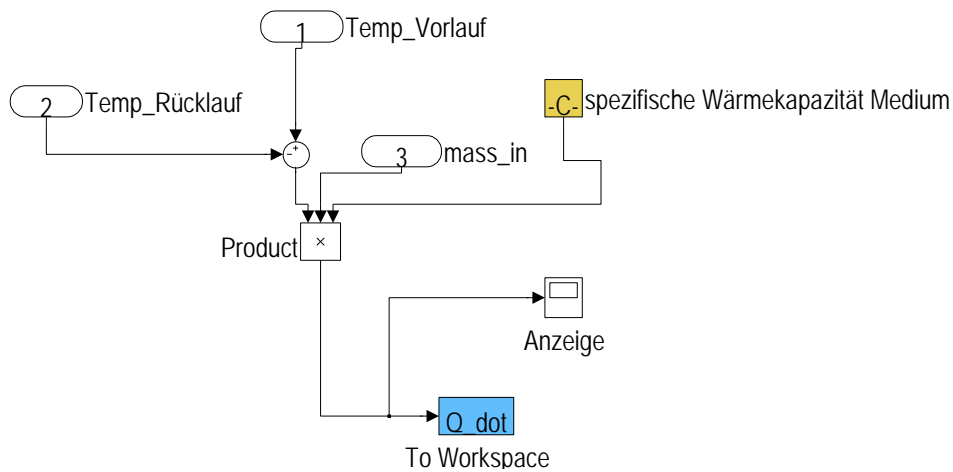 1 Temp_Vorlauf
2 Temp_Rücklauf
-C- spezifische Wärmekapazität Medium
- +
3 mass_in
Product ×
Anzeige
Q_dot
To Workspace